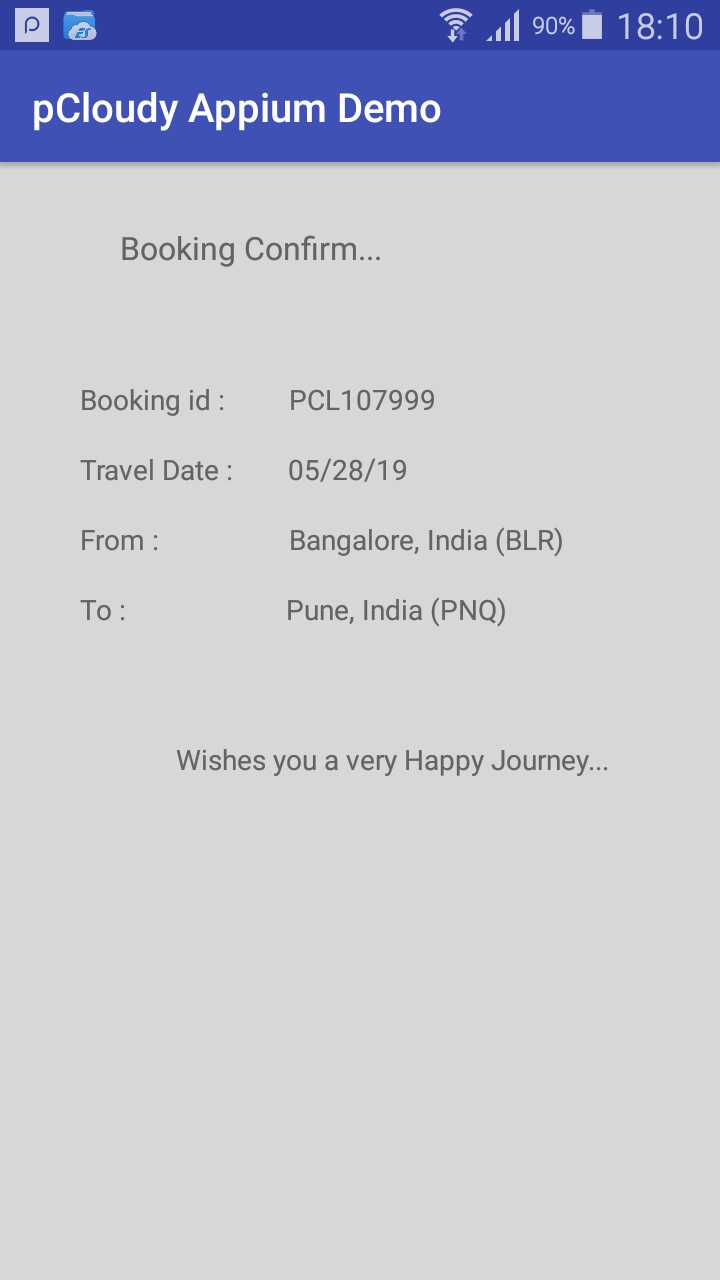 90% 18:10
pCloudy Appium Demo
Booking Confirm...
Booking id : PCL107999
Travel Date : 05/28/19
From : Bangalore, India (BLR)
To : Pune, India (PNQ)
Wishes you a very Happy Journey...